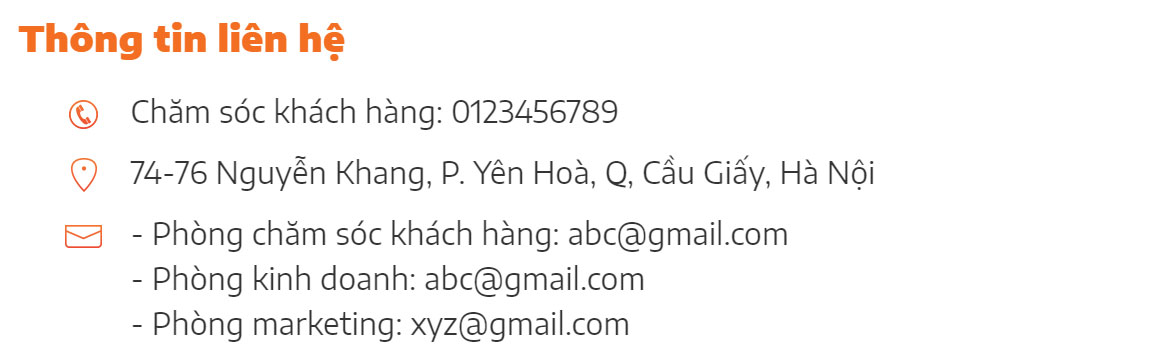 Thông tin liên hệ
Chăm sóc khách hàng: 0123456789
74-76 Nguyễn Khang, P. Yên Hoà, Q, Cầu Giấy, Hà Nội
- Phòng chăm sóc khách hàng: abc@gmail.com
- Phòng kinh doanh: abc@gmail.com
- Phòng marketing: xyz@gmail.com